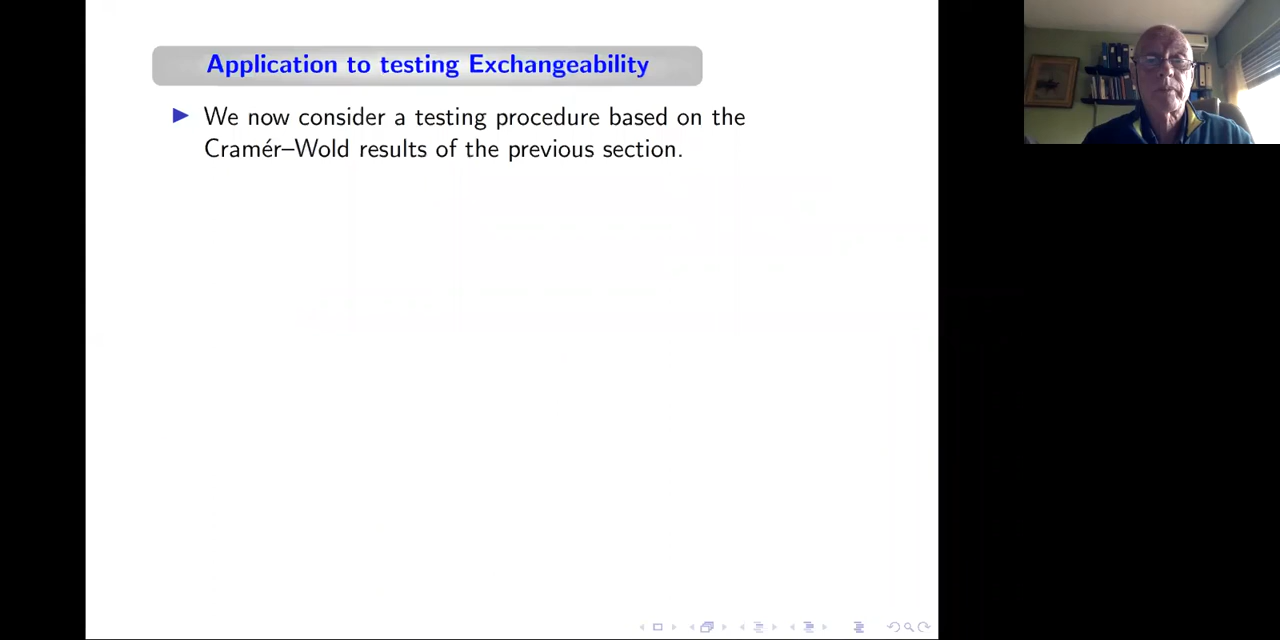 Application to testing Exchangeability
We now consider a testing procedure based on the
Cramér–Wold results of the previous section.